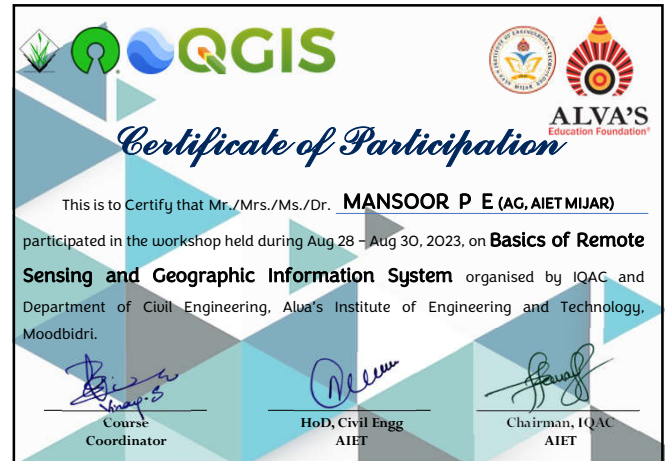 QGIS
ALVA'S
Education Foundation®
Certificate of Participation
This is to Certify that Mr./Mrs./Ms./Dr. MANSOOR P E (AG, AIET MIJAR)
participated in the workshop held during Aug 28 – Aug 30, 2023, on Basics of Remote
Sensing and Geographic Information System organised by IQAC and
Department of Civil Engineering, Alva's Institute of Engineering and Technology,
Moodbidri.
Vinay.S
Course HoD, Civil Engg Chairman, IQAC
Coordinator AIET AIET